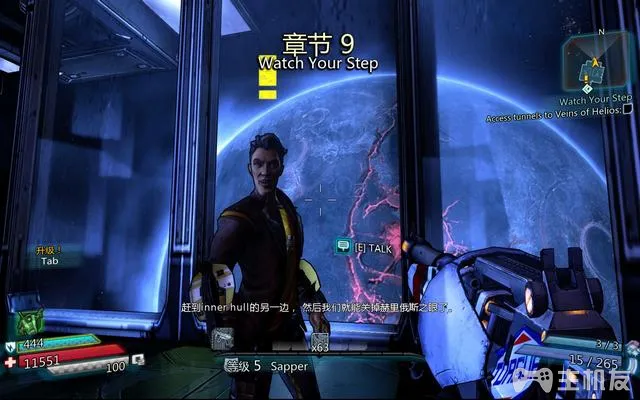 章节 9
Watch Your Step
N
Watch Your Step
Access tunnels to Veins of Helios:
升级！
Tab
[E] TALK
赶到inner hull的另一边，然后我们就能关掉赫里俄斯之眼了。
444
11551
100
x63
等级 5 Sapper
3 / 3
15 / 265
主机友